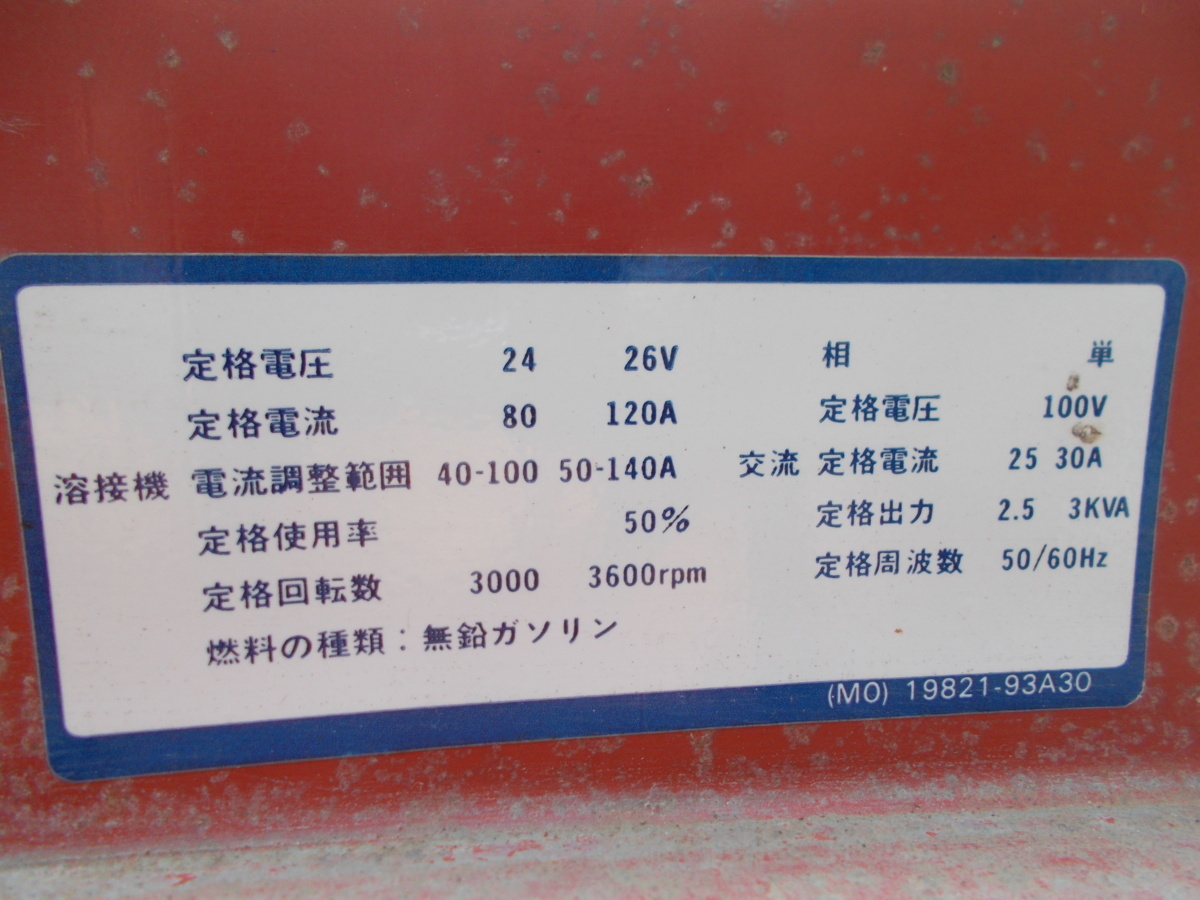 定格電圧 24 26V
定格電流 80 120A
溶接機 電流調整範囲 40-100 50-140A
定格使用率 50%
定格回転数 3000 3600rpm
燃料の種類：無鉛ガソリン
相 単
定格電圧 100V
交流 定格電流 25 30A
定格出力 2.5 3KVA
定格周波数 50/60Hz
(MO) 19821-93A30